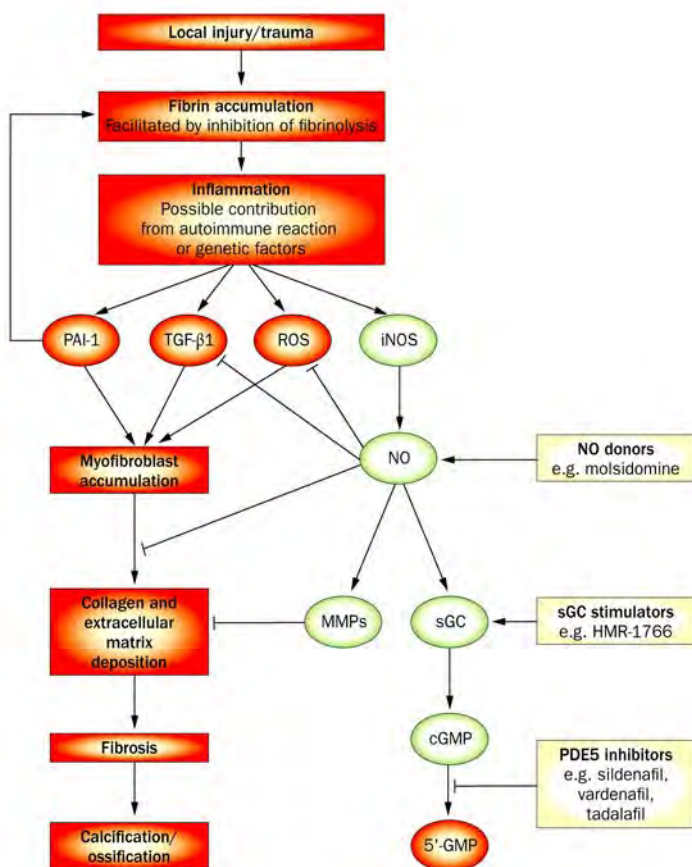 Local injury/trauma
Fibrin accumulation
Facilitated by inhibition of fibrinolysis
Inflammation
Possible contribution
from autoimmune reaction
or genetic factors
PAI-1
TGF-β1
ROS
iNOS
Myofibroblast
accumulation
NO
NO donors
e.g. molsidomine
Collagen and
extracellular
matrix
deposition
MMPs
sGC
sGC stimulators
e.g. HMR-1766
Fibrosis
cGMP
PDE5 inhibitors
e.g. sildenafil,
vardenafil,
tadalafil
Calcification/
ossification
5'-GMP